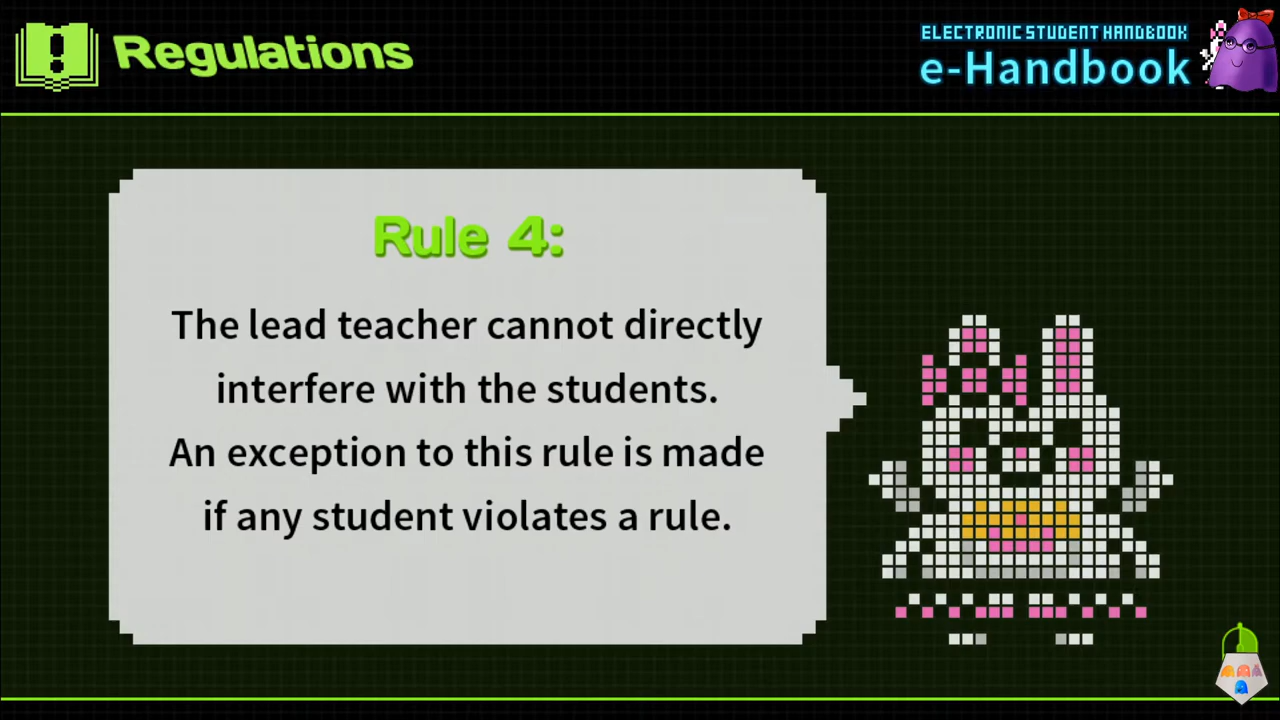 Regulations
ELECTRONIC STUDENT HANDBOOK
e-Handbook
Rule 4:
The lead teacher cannot directly
interfere with the students.
An exception to this rule is made
if any student violates a rule.